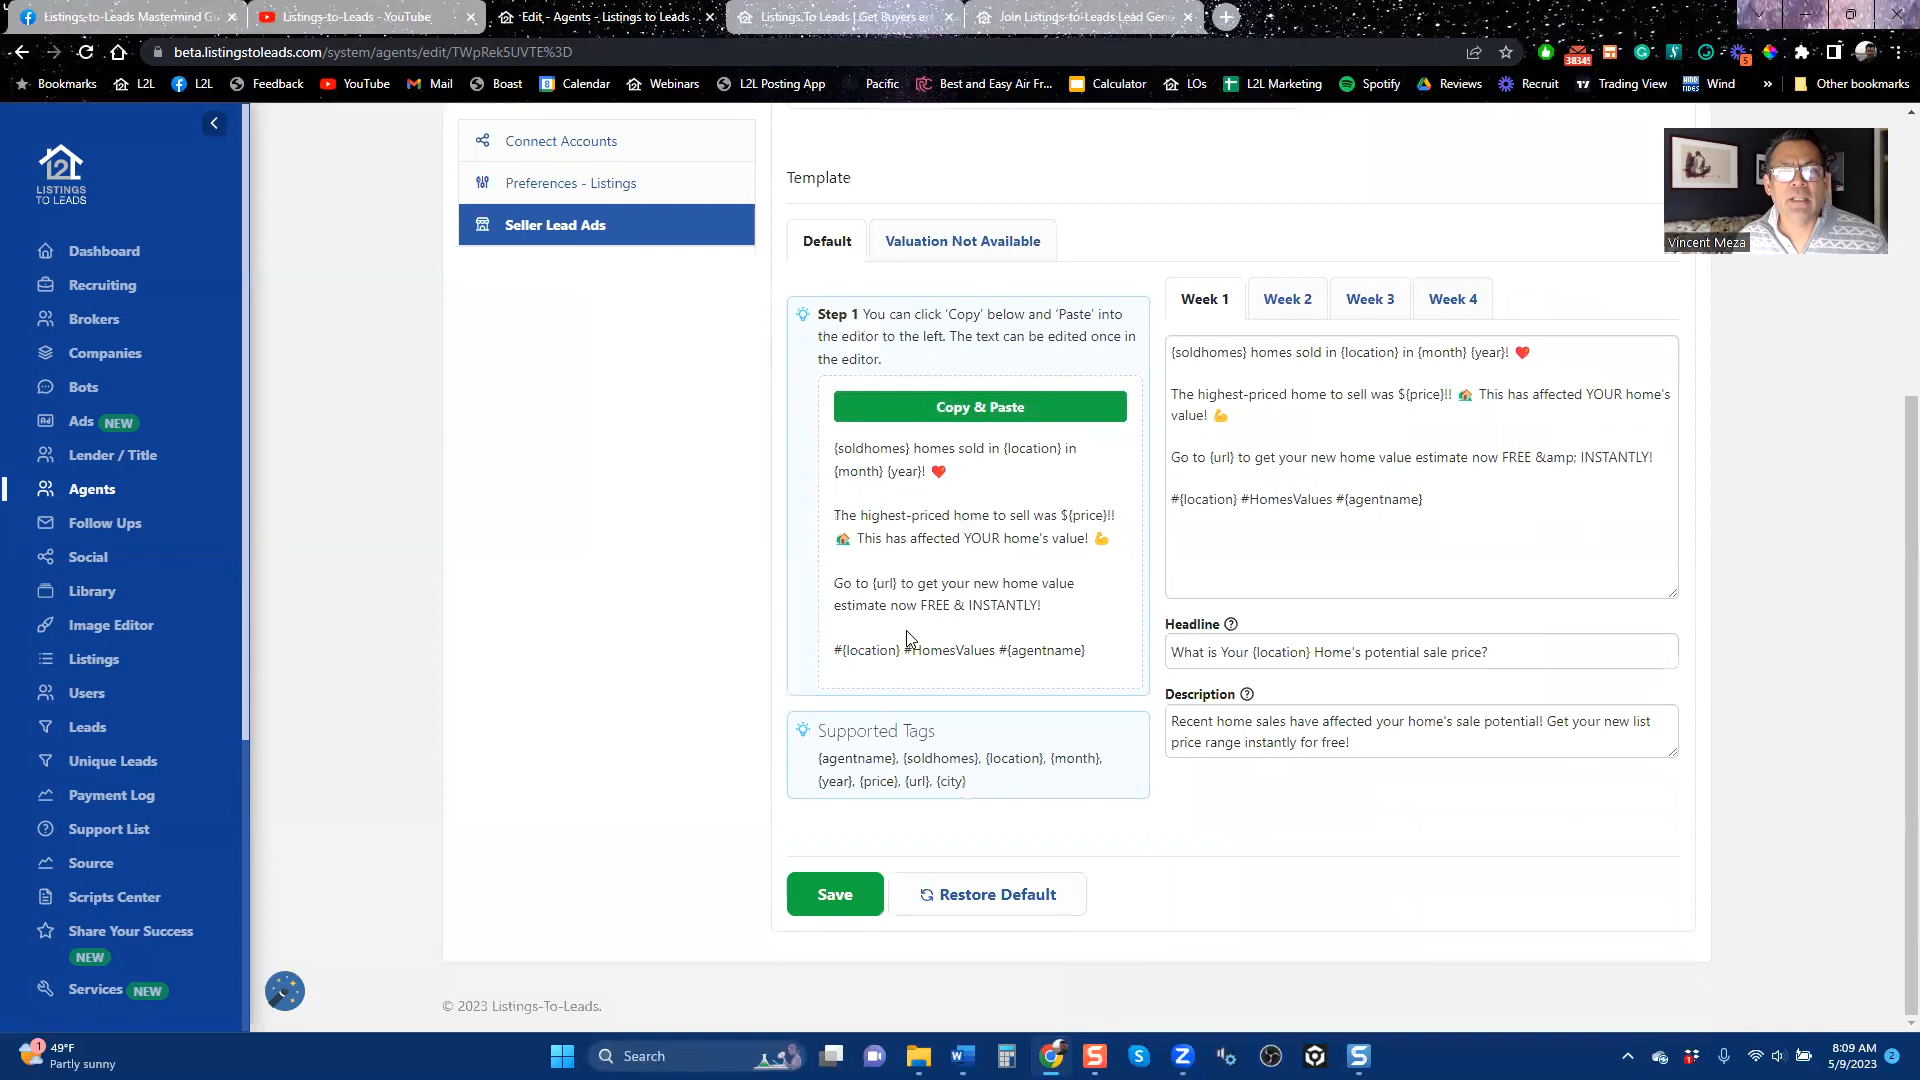 Listings-to-Leads Mastermind Gr
Listings-to-Leads - YouTube
Edit - Agents - Listings to Leads
Listings To Leads | Get Buyers an
Join Listings-to-Leads Lead Gene
beta.listingstoleads.com/system/agents/edit/TWpRek5UVTE%3D
38345
5
Bookmarks
L2L
L2L
Feedback
YouTube
Mail
Boast
Calendar
Webinars
L2L Posting App
Pacific
Best and Easy Air Fr...
Calculator
LOs
L2L Marketing
Spotify
Reviews
Recruit
Trading View
Wind
Other bookmarks
LISTINGS
TO LEADS
Dashboard
Recruiting
Brokers
Companies
Bots
Ads NEW
Lender / Title
Agents
Follow Ups
Social
Library
Image Editor
Listings
Users
Leads
Unique Leads
Payment Log
Support List
Source
Scripts Center
Share Your Success
NEW
Services NEW
Connect Accounts
Preferences - Listings
Seller Lead Ads
Template
Default
Valuation Not Available
Step 1 You can click 'Copy' below and 'Paste' into
the editor to the left. The text can be edited once in
the editor.
Copy & Paste
{soldhomes} homes sold in {location} in
{month} {year}! ❤️
The highest-priced home to sell was ${price}!!
🏠 This has affected YOUR home's value! 💪
Go to {url} to get your new home value
estimate now FREE & INSTANTLY!
#{location} #HomesValues #{agentname}
Supported Tags
{agentname}, {soldhomes}, {location}, {month},
{year}, {price}, {url}, {city}
Week 1
Week 2
Week 3
Week 4
{soldhomes} homes sold in {location} in {month} {year}! ❤️
The highest-priced home to sell was ${price}!! 🏠 This has affected YOUR home's
value! 💪
Go to {url} to get your new home value estimate now FREE &amp; INSTANTLY!
#{location} #HomesValues #{agentname}
Headline
What is Your {location} Home's potential sale price?
Description
Recent home sales have affected your home's sale potential! Get your new list
price range instantly for free!
Save
Restore Default
© 2023 Listings-To-Leads.
Vincent Meza
1
49°F
Partly sunny
Search
8:09 AM
5/9/2023
2